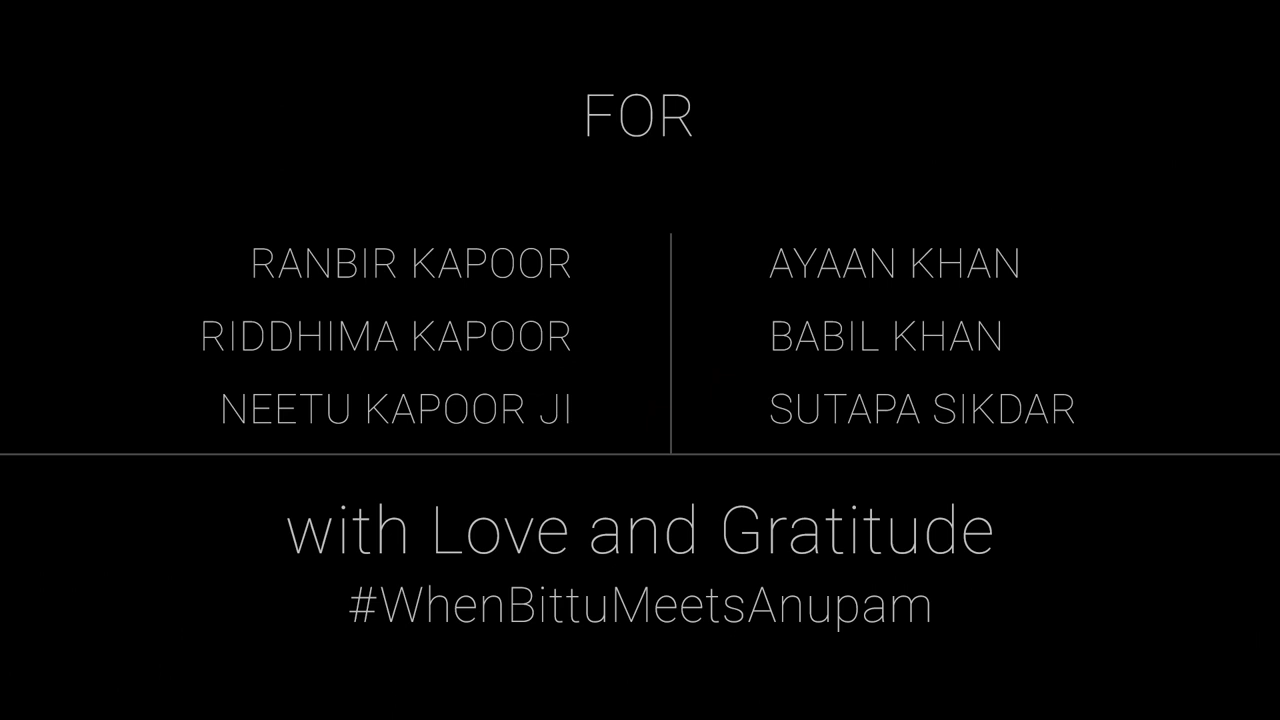 FOR
RANBIR KAPOOR
RIDDHIMA KAPOOR
NEETU KAPOOR JI
AYAAN KHAN
BABIL KHAN
SUTAPA SIKDAR
with Love and Gratitude
#WhenBittuMeetsAnupam